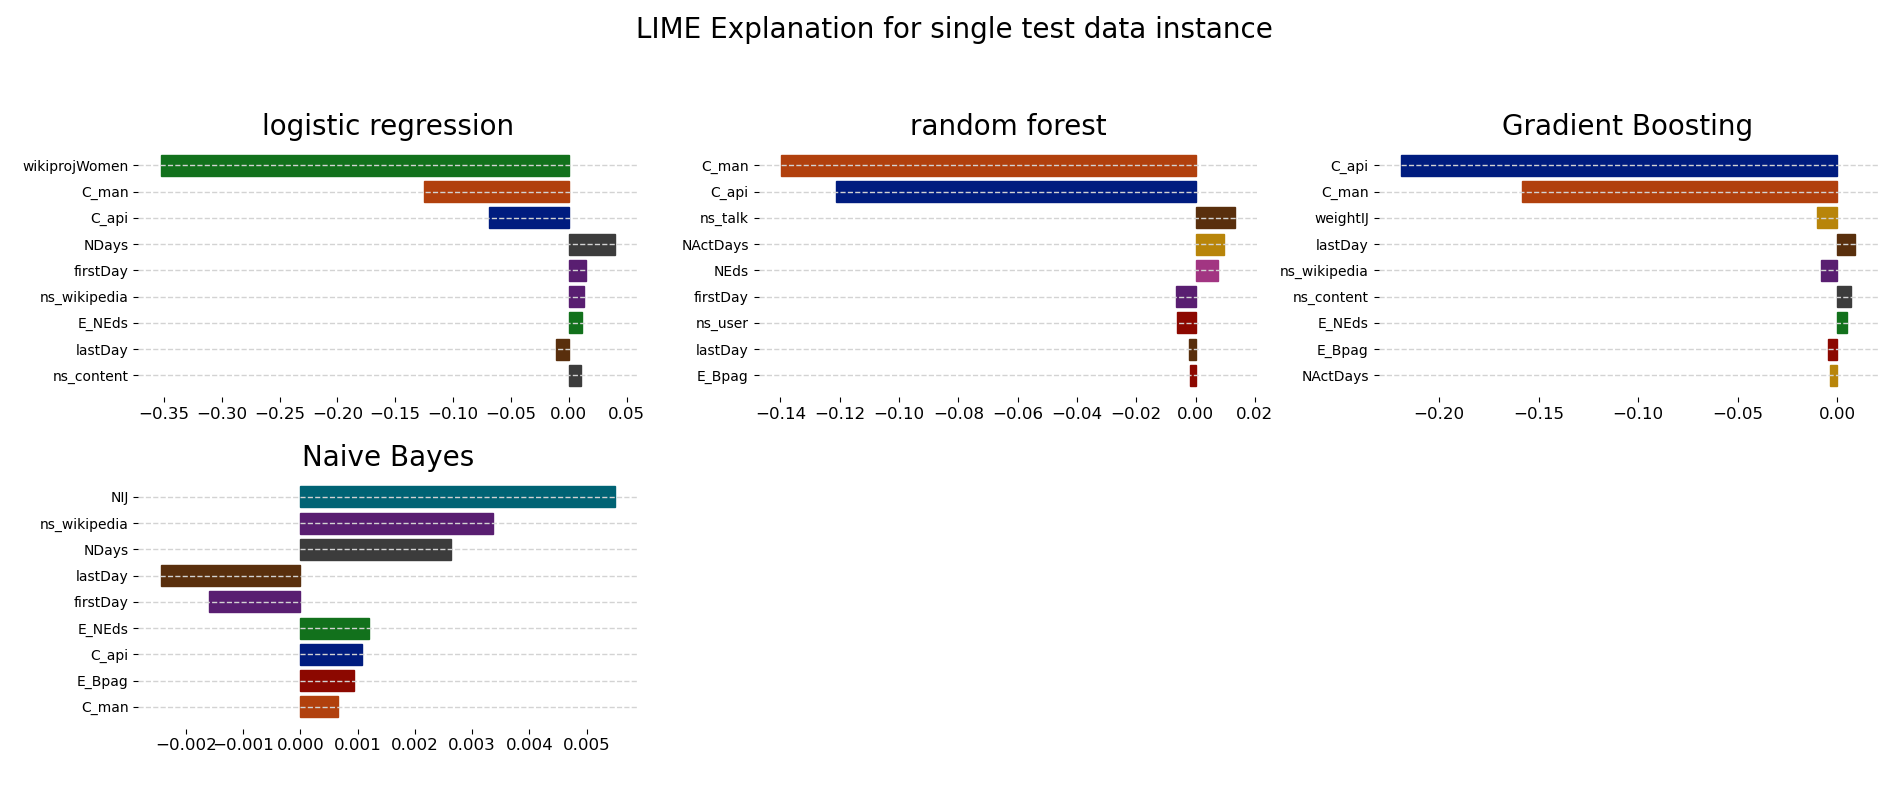 LIME Explanation for single test data instance
logistic regression
wikiprojWomen
C_man
C_api
NDays
firstDay
ns_wikipedia
E_NEds
lastDay
ns_content
−0.35 −0.30 −0.25 −0.20 −0.15 −0.10 −0.05 0.00 0.05
random forest
C_man
C_api
ns_talk
NActDays
NEds
firstDay
ns_user
lastDay
E_Bpag
−0.14 −0.12 −0.10 −0.08 −0.06 −0.04 −0.02 0.00 0.02
Gradient Boosting
C_api
C_man
weightIJ
lastDay
ns_wikipedia
ns_content
E_NEds
E_Bpag
NActDays
−0.20 −0.15 −0.10 −0.05 0.00
Naive Bayes
NIJ
ns_wikipedia
NDays
lastDay
firstDay
E_NEds
C_api
E_Bpag
C_man
−0.002 −0.001 0.000 0.001 0.002 0.003 0.004 0.005